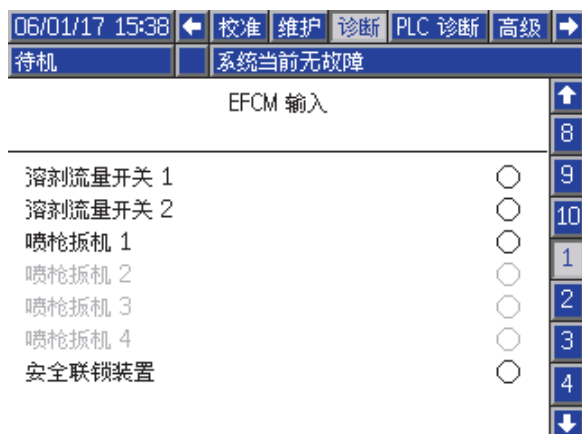 06/01/17 15:38 校准 维护 诊断 PLC 诊断 高级
待机 系统当前无故障
EFCM 输入
8
溶剂流量开关 1
9
溶剂流量开关 2
10
喷枪扳机 1
1
喷枪扳机 2
2
喷枪扳机 3
3
喷枪扳机 4
安全联锁装置
4